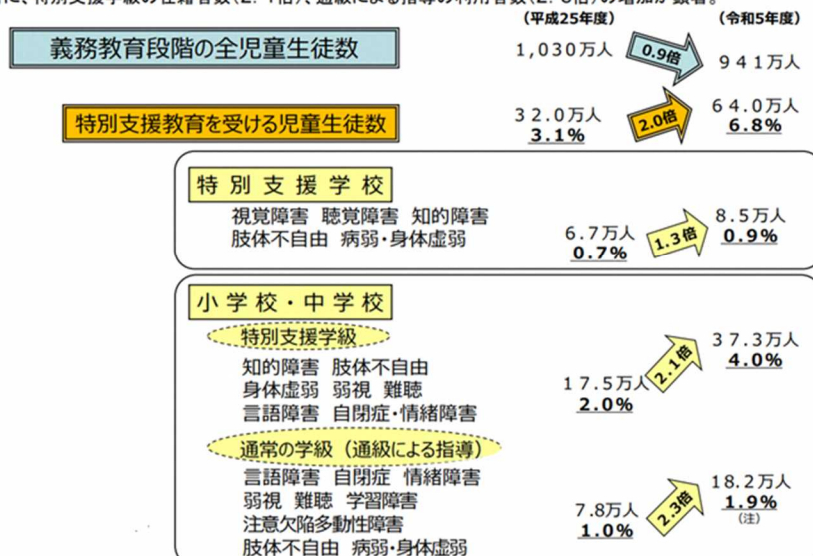 (平成25年度)
(令和5年度)
義務教育段階の全児童生徒数
1,030万人
0.9倍
941万人
特別支援教育を受ける児童生徒数
32.0万人
3.1%
2.0倍
64.0万人
6.8%
特別支援学校
視覚障害 聴覚障害 知的障害
肢体不自由 病弱・身体虚弱
6.7万人
0.7%
1.3倍
8.5万人
0.9%
小学校・中学校
特別支援学級
知的障害 肢体不自由
身体虚弱 弱視 難聴
言語障害 自閉症・情緒障害
17.5万人
2.0%
2.1倍
37.3万人
4.0%
通常の学級(通級による指導)
言語障害 自閉症 情緒障害
弱視 難聴 学習障害
注意欠陥多動性障害
肢体不自由 病弱・身体虚弱
7.8万人
1.0%
2.3倍
18.2万人
1.9%
(注)